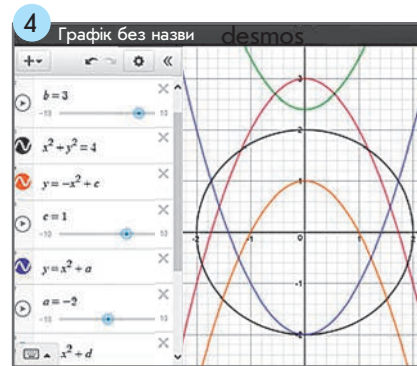 4
Графік без назви
desmos
b = 3
-10
10
x² + y² = 4
y = -x² + c
c = 1
-10
10
y = x² + a
a = -2
-10
10
x² + d
3
2
1
-2
-1
0
1
2
-1
-2